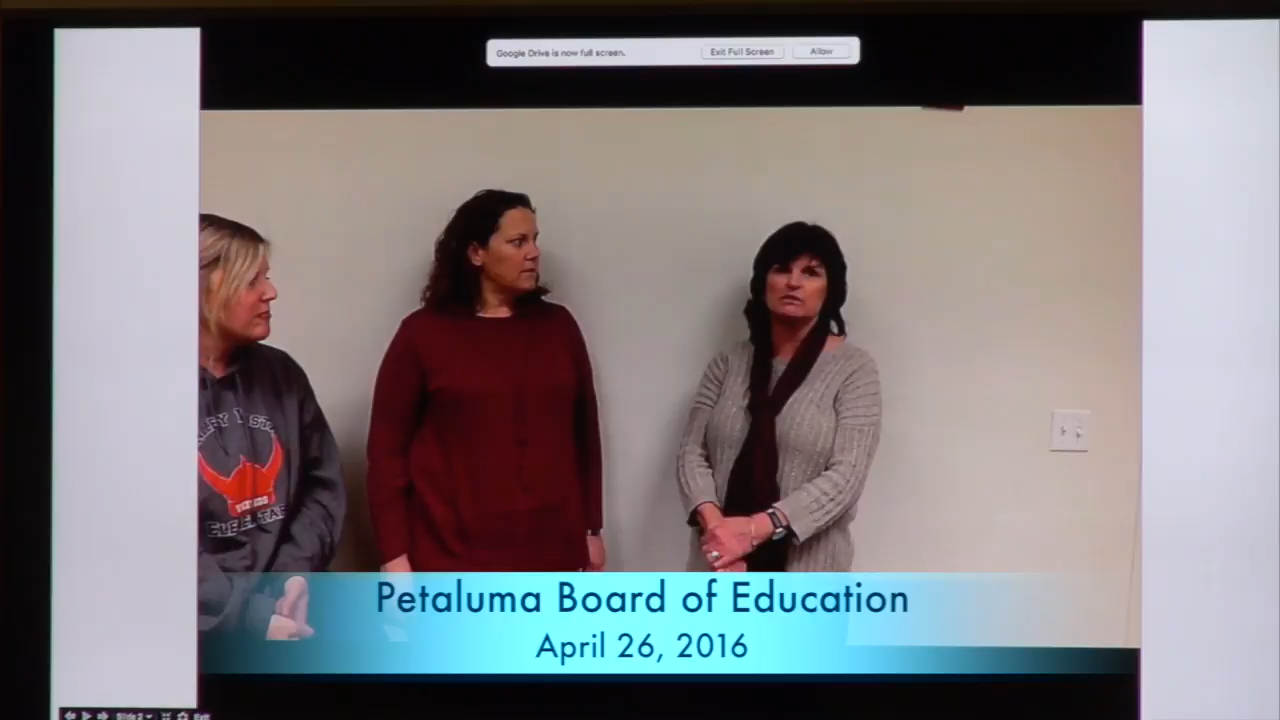 Google Drive is now full screen.
Exit Full Screen
Allow
Petaluma Board of Education
April 26, 2016